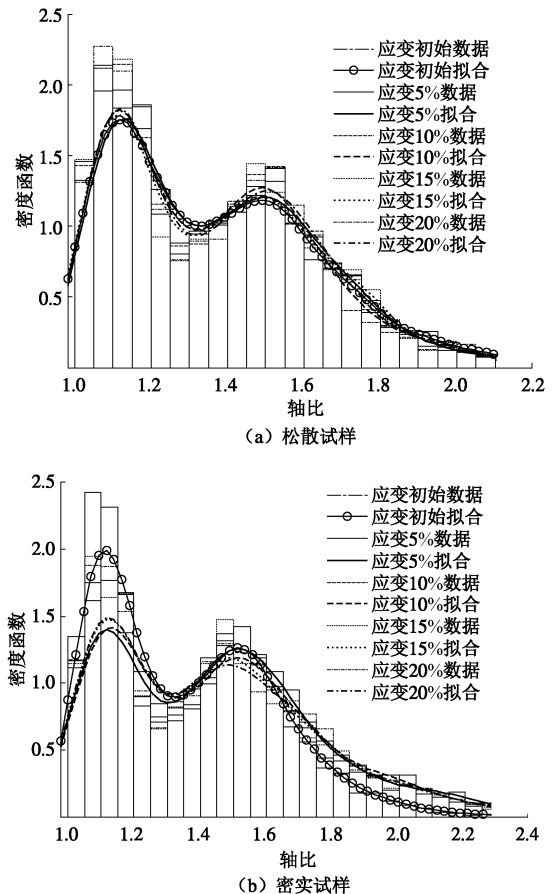 2.5
2.0
1.5
1.0
0.5
密度函数
应变初始数据
应变初始拟合
应变5%数据
应变5%拟合
应变10%数据
应变10%拟合
应变15%数据
应变15%拟合
应变20%数据
应变20%拟合
1.0 1.2 1.4 1.6 1.8 2.0 2.2
轴比
（a）松散试样
2.5
2.0
1.5
1.0
0.5
密度函数
应变初始数据
应变初始拟合
应变5%数据
应变5%拟合
应变10%数据
应变10%拟合
应变15%数据
应变15%拟合
应变20%数据
应变20%拟合
1.0 1.2 1.4 1.6 1.8 2.0 2.2 2.4
轴比
（b）密实试样